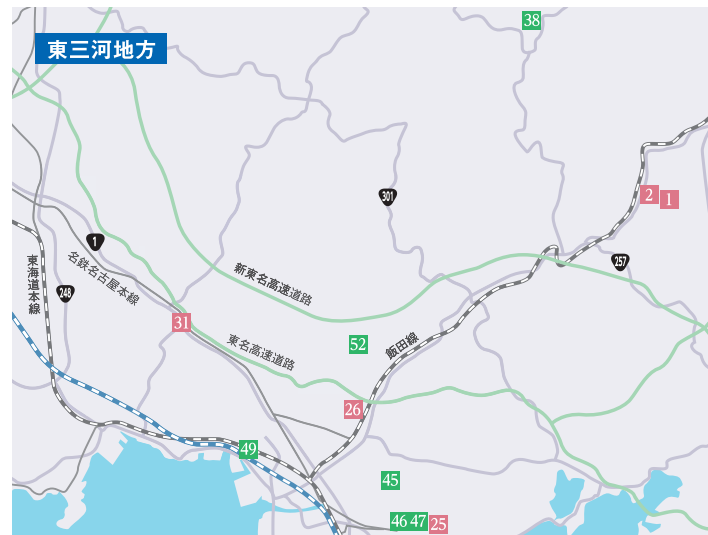 38
東三河地方
2
1
301
1
257
名鉄名古屋本線
東海道本線
新東名高速道路
248
31
東名高速道路
52
飯田線
26
49
45
46 47 25